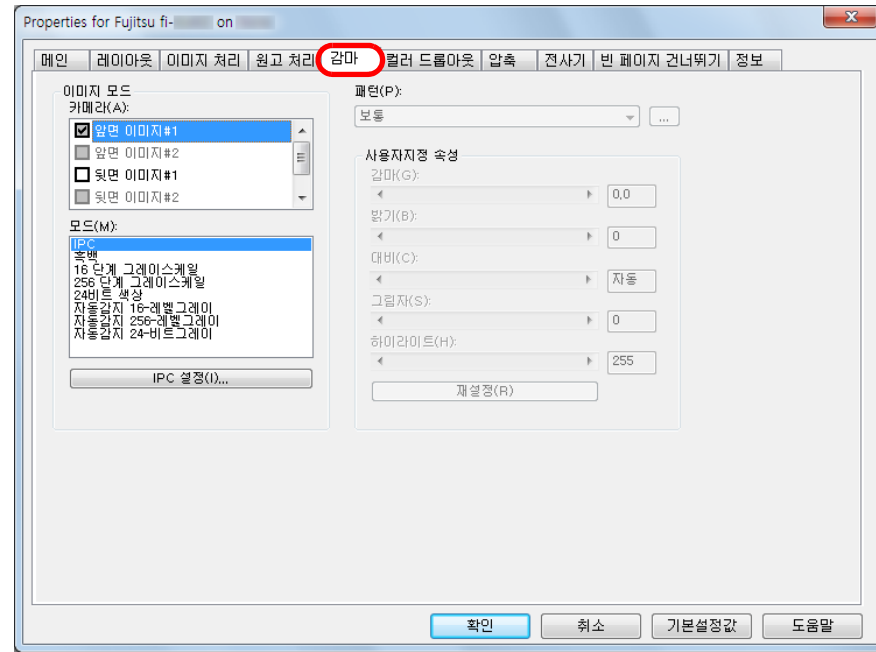 Properties for Fujitsu fi- on
메인 레이아웃 이미지 처리 원고 처리 감마 컬러 드롭아웃 압축 전사기 빈 페이지 건너뛰기 정보
이미지 모드
카메라(A):
앞면 이미지#1
앞면 이미지#2
뒷면 이미지#1
뒷면 이미지#2
모드(M):
IPC
흑백
16 단계 그레이스케일
256 단계 그레이스케일
24비트 색상
자동감지 16-레벨그레이
자동감지 256-레벨그레이
자동감지 24-비트그레이
IPC 설정(I)...
패턴(P):
보통 ...
사용자지정 속성
감마(G):
0,0
밝기(B):
0
대비(C):
자동
그림자(S):
0
하이라이트(H):
255
재설정(R)
확인 취소 기본설정값 도움말